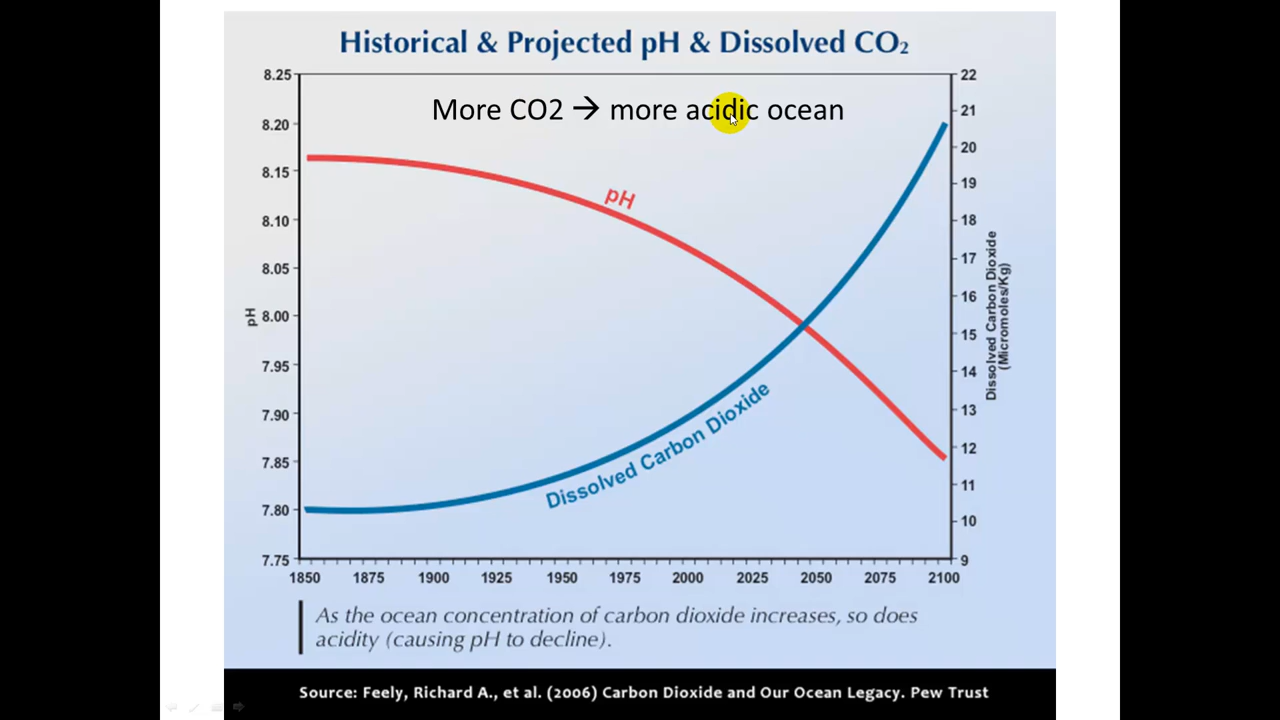 Historical & Projected pH & Dissolved CO₂
More CO2 → more acidic ocean
8.25
8.20
8.15
8.10
8.05
8.00
7.95
7.90
7.85
7.80
7.75
pH
pH
Dissolved Carbon Dioxide
22
21
20
19
18
17
16
15
14
13
12
11
10
9
Dissolved Carbon Dioxide
(Micromoles/Kg)
1850 1875 1900 1925 1950 1975 2000 2025 2050 2075 2100
As the ocean concentration of carbon dioxide increases, so does
acidity (causing pH to decline).
Source: Feely, Richard A., et al. (2006) Carbon Dioxide and Our Ocean Legacy. Pew Trust